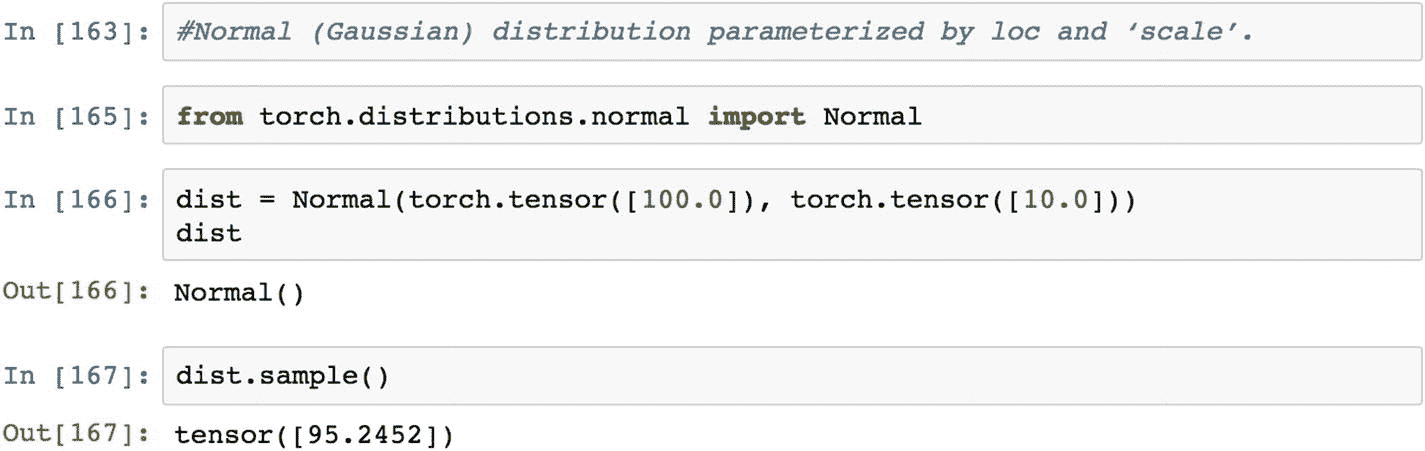 In [163]: #Normal (Gaussian) distribution parameterized by loc and ‘scale’.
In [165]: from torch.distributions.normal import Normal
In [166]: dist = Normal(torch.tensor([100.0]), torch.tensor([10.0]))
dist
Out[166]: Normal()
In [167]: dist.sample()
Out[167]: tensor([95.2452])